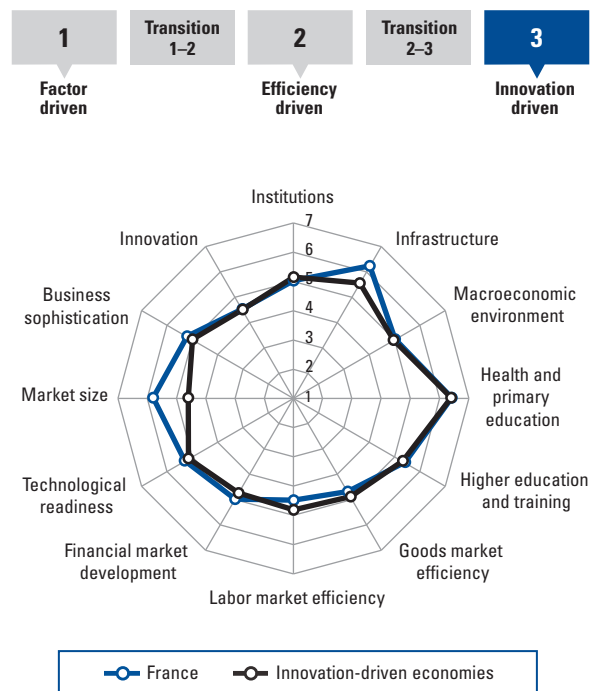 1
Transition
1–2
2
Transition
2–3
3
Factor
driven
Efficiency
driven
Innovation
driven
Institutions
7
Innovation
Infrastructure
6
5
Business
sophistication
Macroeconomic
environment
4
3
2
Market size
1
Health and
primary
education
Technological
readiness
Higher education
and training
Financial market
development
Goods market
efficiency
Labor market efficiency
France
Innovation-driven economies